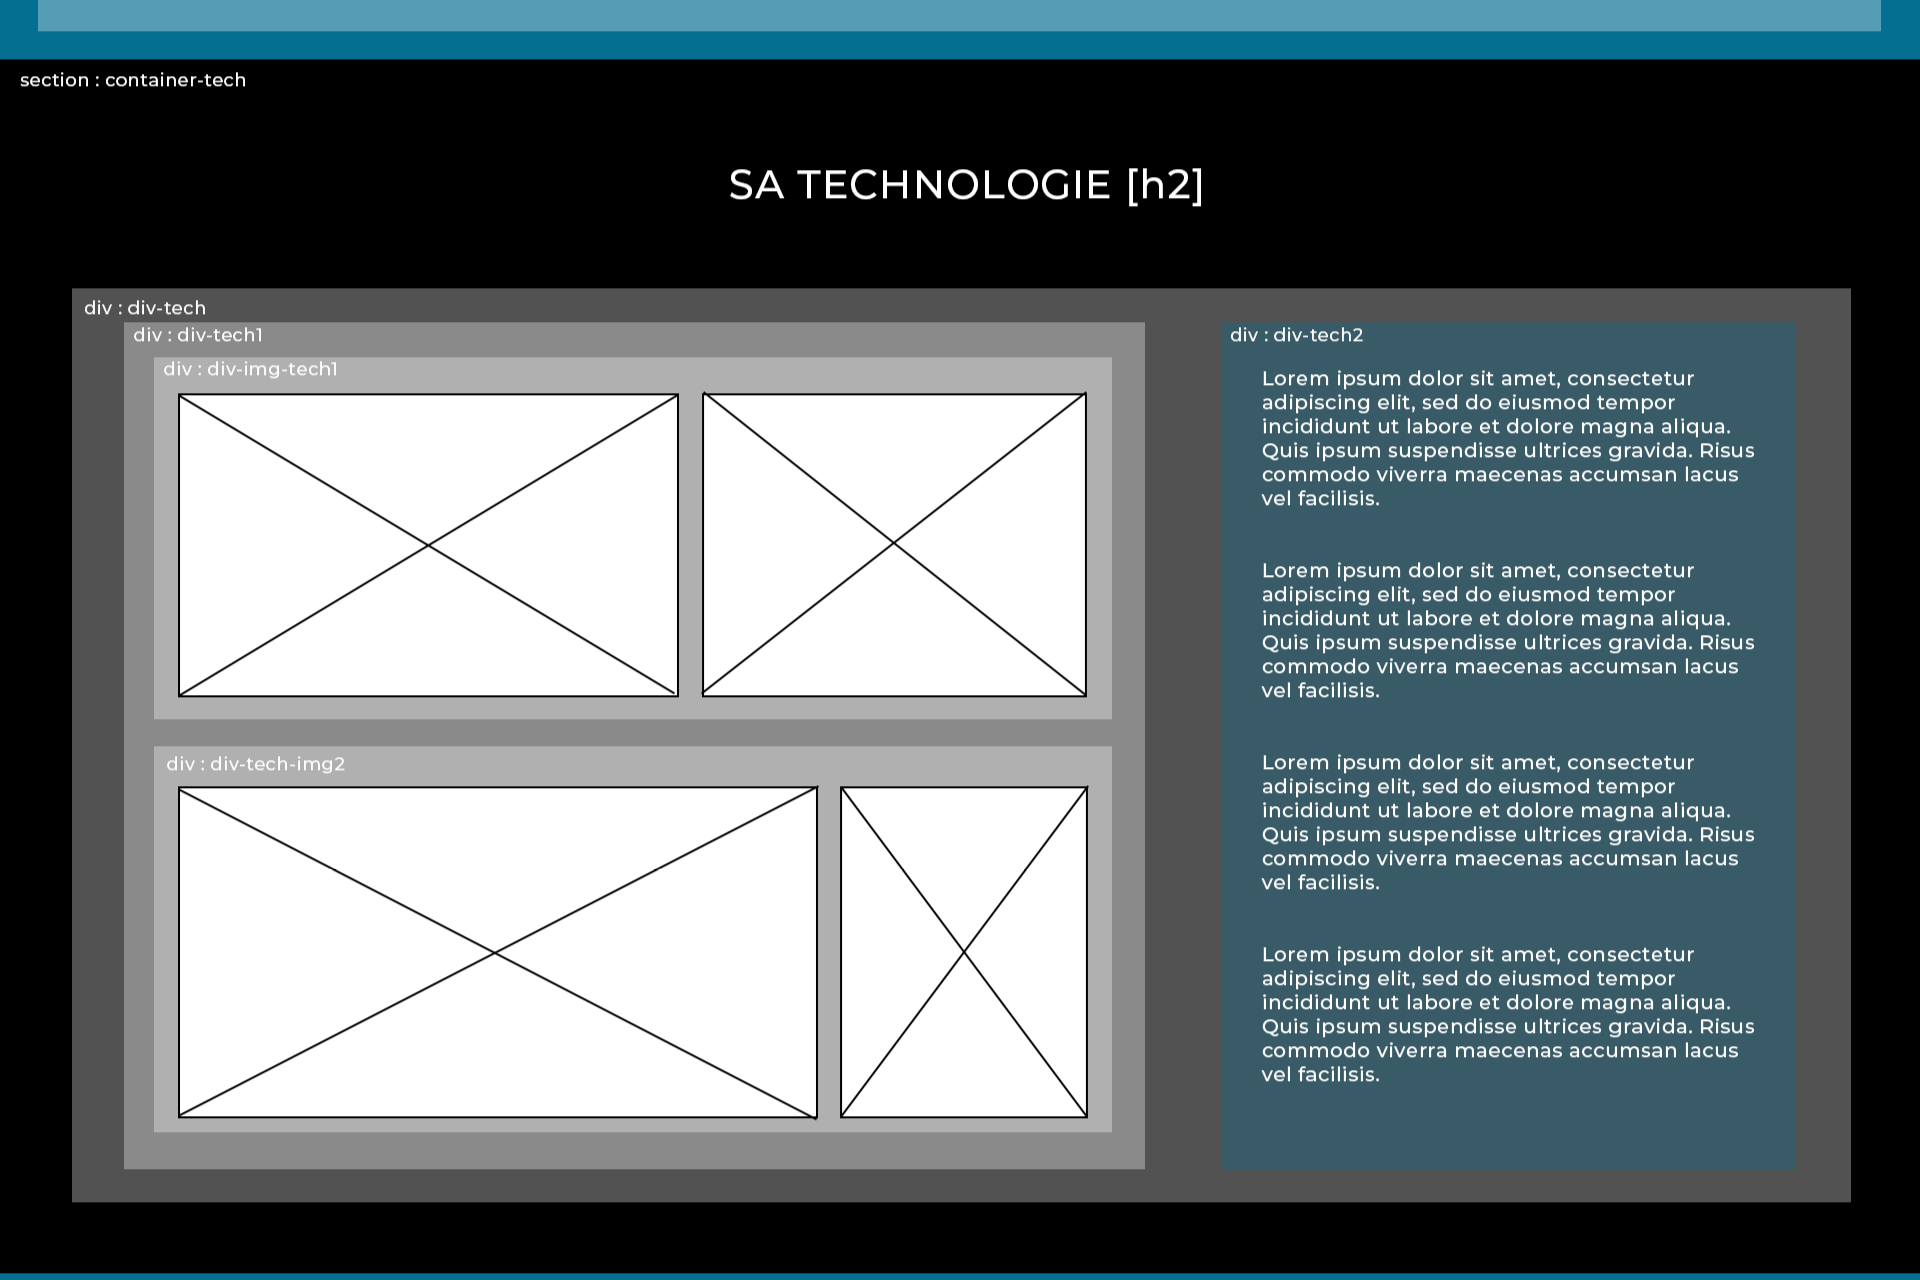 section : container-tech
SA TECHNOLOGIE [h2]
div : div-tech
div : div-tech1
div : div-img-tech1
div : div-tech-img2
div : div-tech2
Lorem ipsum dolor sit amet, consectetur
adipiscing elit, sed do eiusmod tempor
incididunt ut labore et dolore magna aliqua.
Quis ipsum suspendisse ultrices gravida. Risus
commodo viverra maecenas accumsan lacus
vel facilisis.
Lorem ipsum dolor sit amet, consectetur
adipiscing elit, sed do eiusmod tempor
incididunt ut labore et dolore magna aliqua.
Quis ipsum suspendisse ultrices gravida. Risus
commodo viverra maecenas accumsan lacus
vel facilisis.
Lorem ipsum dolor sit amet, consectetur
adipiscing elit, sed do eiusmod tempor
incididunt ut labore et dolore magna aliqua.
Quis ipsum suspendisse ultrices gravida. Risus
commodo viverra maecenas accumsan lacus
vel facilisis.
Lorem ipsum dolor sit amet, consectetur
adipiscing elit, sed do eiusmod tempor
incididunt ut labore et dolore magna aliqua.
Quis ipsum suspendisse ultrices gravida. Risus
commodo viverra maecenas accumsan lacus
vel facilisis.